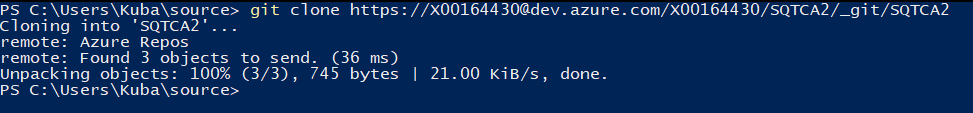 PS C:\Users\Kuba\source> git clone https://X00164430@dev.azure.com/X00164430/SQTCA2/_git/SQTCA2
Cloning into 'SQTCA2'...
remote: Azure Repos
remote: Found 3 objects to send. (36 ms)
Unpacking objects: 100% (3/3), 745 bytes | 21.00 KiB/s, done.
PS C:\Users\Kuba\source>